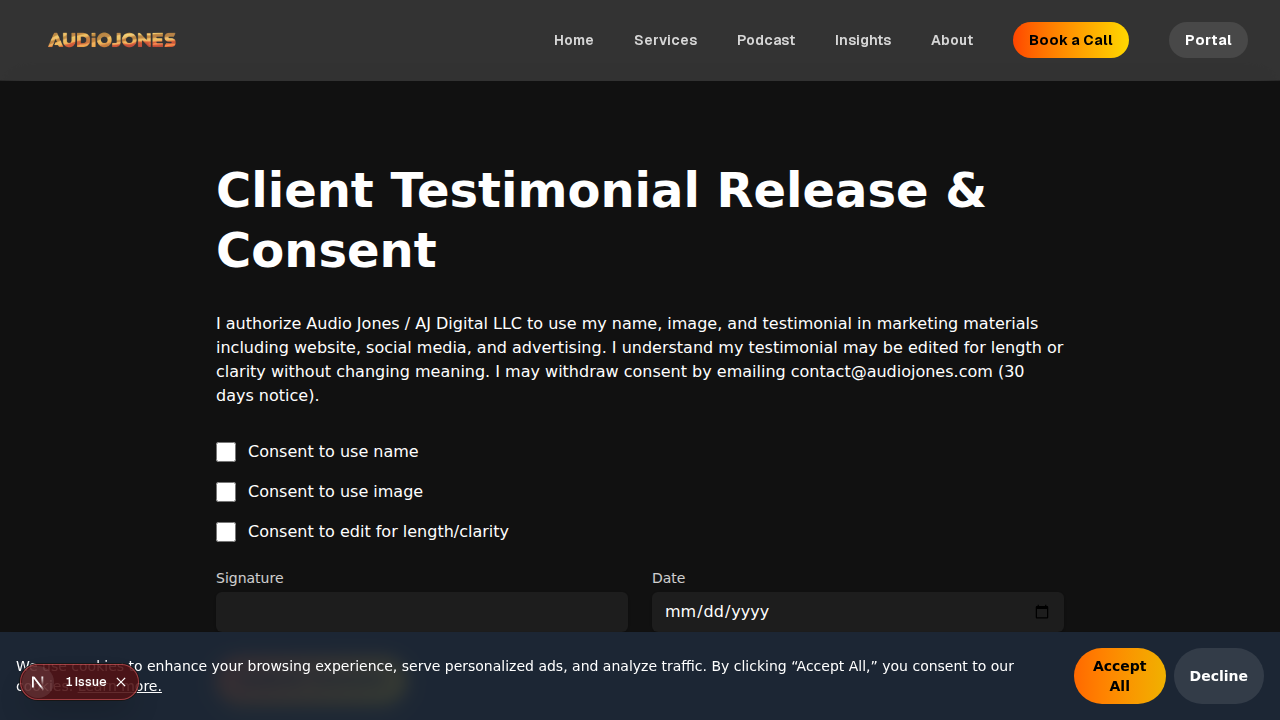 AUDIOJONES
Home
Services
Podcast
Insights
About
Book a Call
Portal
Client Testimonial Release &
Consent
I authorize Audio Jones / AJ Digital LLC to use my name, image, and testimonial in marketing materials
including website, social media, and advertising. I understand my testimonial may be edited for length or
clarity without changing meaning. I may withdraw consent by emailing contact@audiojones.com (30
days notice).
Consent to use name
Consent to use image
Consent to edit for length/clarity
Signature
Date
mm/dd/yyyy
We use cookies to enhance your browsing experience, serve personalized ads, and analyze traffic. By clicking “Accept All,” you consent to our
cookies. Learn more.
N
1 Issue
Accept
All
Decline